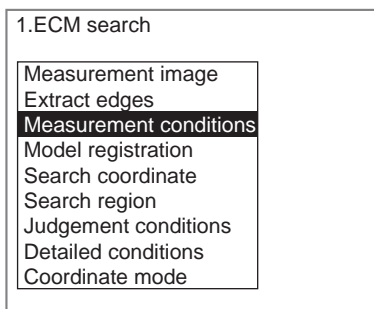 1.ECM search
Measurement image
Extract edges
Measurement conditions
Model registration
Search coordinate
Search region
Judgement conditions
Detailed conditions
Coordinate mode